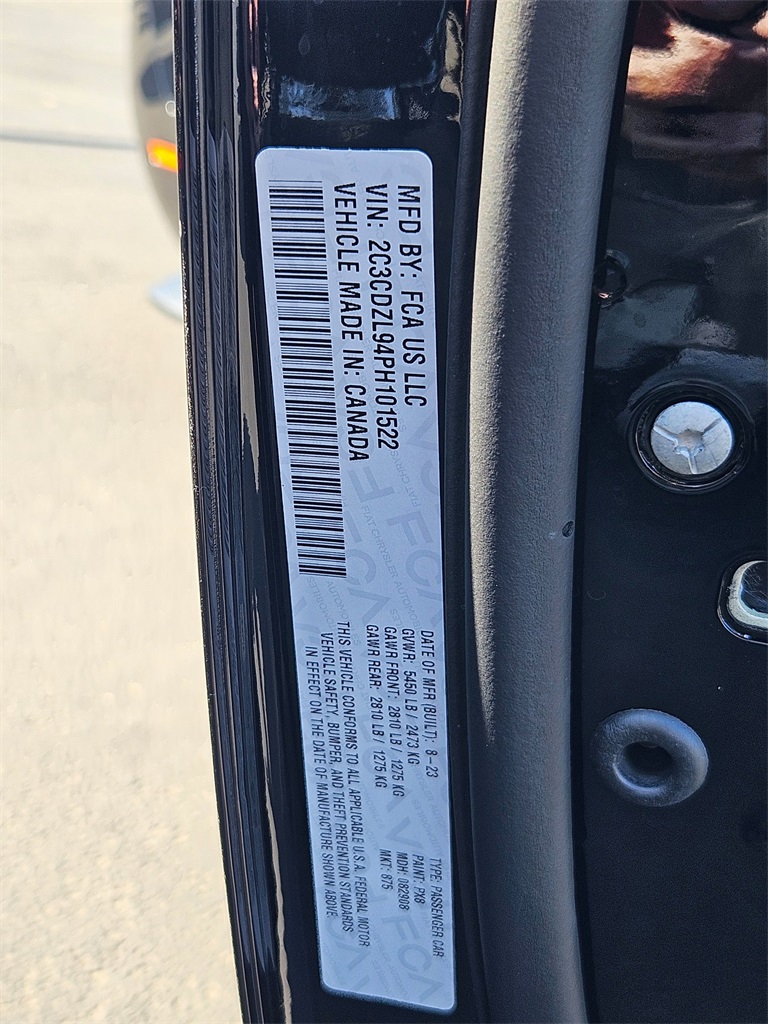 MFD BY: FCA US LLC
VIN: 2C3CDZL94PH101522
VEHICLE MADE IN: CANADA
DATE OF MFR (BUILT): 8-23
GVWR: 5450 LB / 2473 KG
GAWR FRONT: 2810 LB / 1275 KG
GAWR REAR: 2810 LB / 1275 KG
TYPE: PASSENGER CAR
PAINT: PX8
MDH: 082908
MKT: 875
THIS VEHICLE CONFORMS TO ALL APPLICABLE U.S.A. FEDERAL MOTOR
VEHICLE SAFETY, BUMPER, AND THEFT PREVENTION STANDARDS
IN EFFECT ON THE DATE OF MANUFACTURE SHOWN ABOVE.
FCA